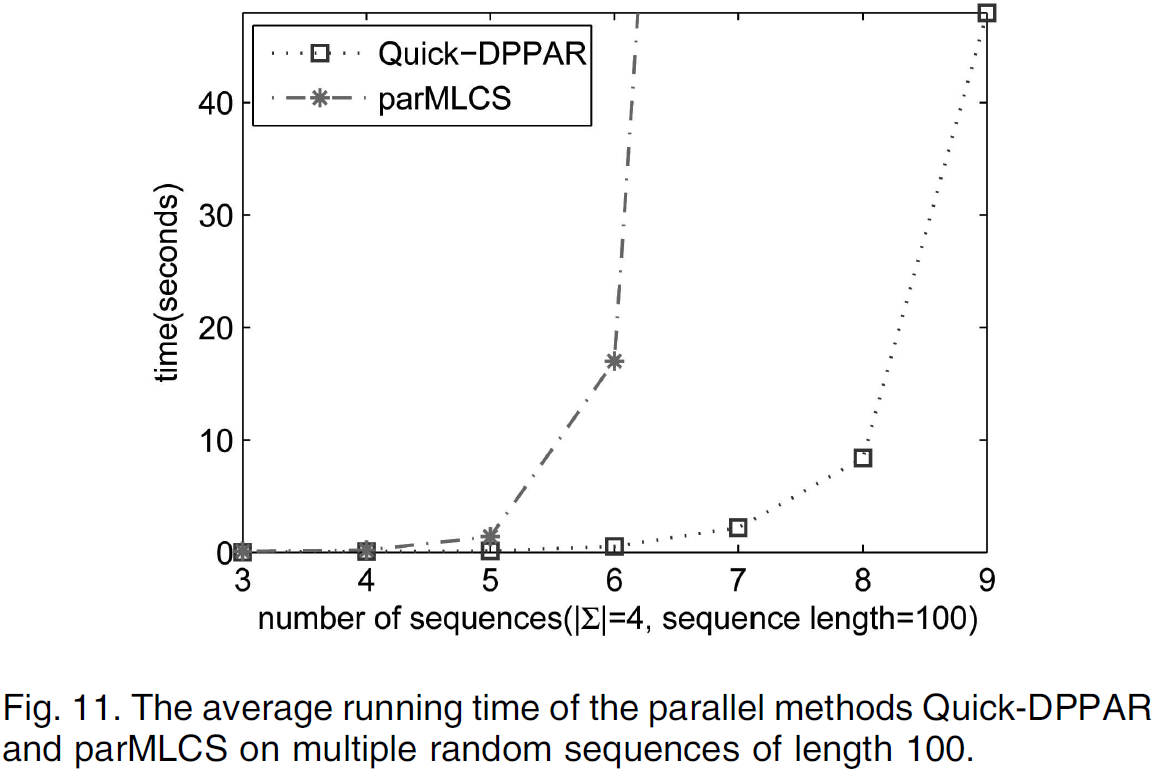 Quick−DPPAR
parMLCS
40
30
20
10
0
time(seconds)
3 4 5 6 7 8 9
number of sequences(|Σ|=4, sequence length=100)
Fig. 11. The average running time of the parallel methods Quick-DPPAR
and parMLCS on multiple random sequences of length 100.